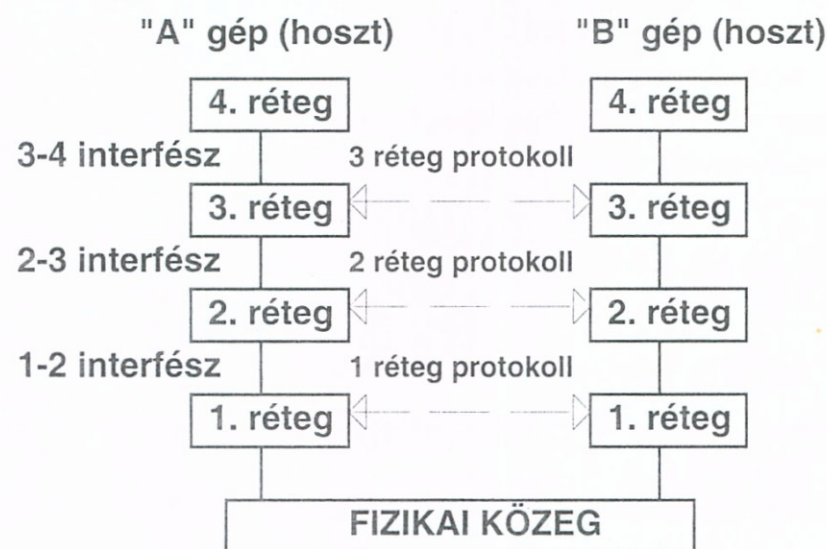 "A" gép (hoszt) "B" gép (hoszt)
4. réteg 4. réteg
3-4 interfész 3 réteg protokoll
3. réteg 3. réteg
2-3 interfész 2 réteg protokoll
2. réteg 2. réteg
1-2 interfész 1 réteg protokoll
1. réteg 1. réteg
FIZIKAI KÖZEG